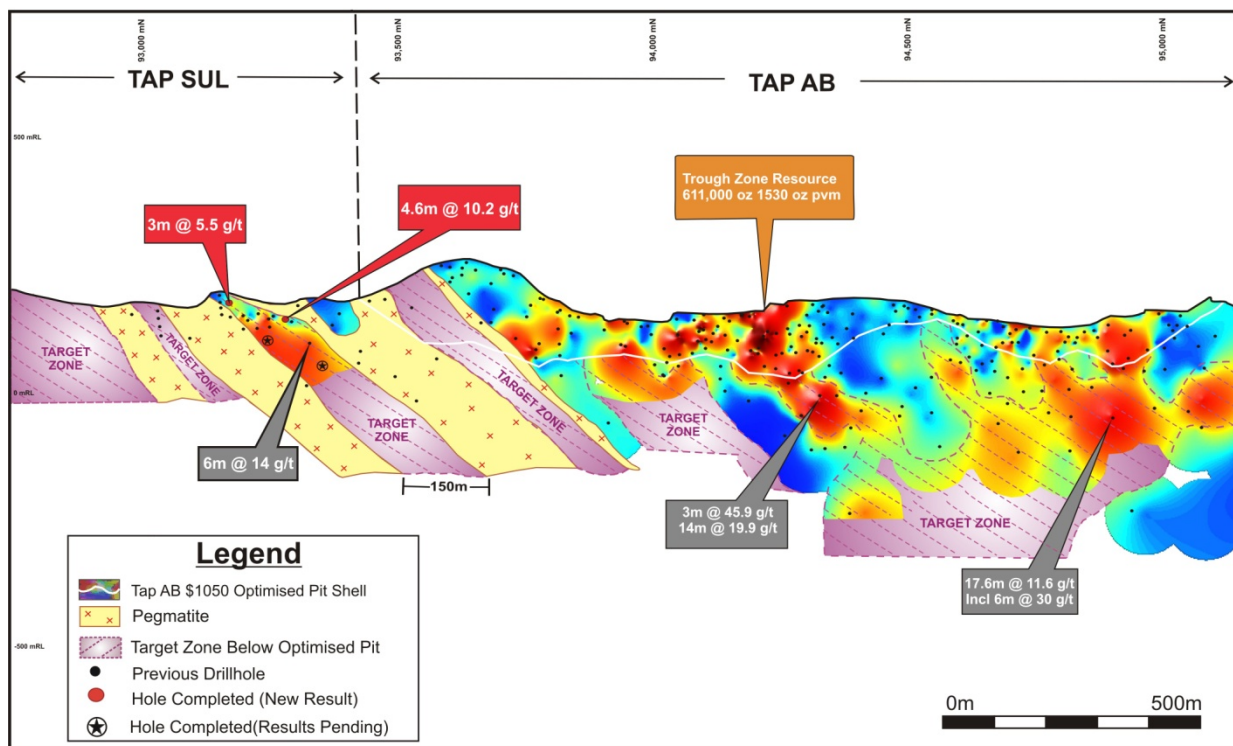 93,000 mN
93,500 mN
94,000 mN
94,500 mN
95,000 mN
TAP SUL
TAP AB
500 mRL
Trough Zone Resource
611,000 oz 1530 oz pvm
3m @ 5.5 g/t
4.6m @ 10.2 g/t
TARGET
ZONE
TARGET ZONE
TARGET ZONE
0 mRL
TARGET
ZONE
TARGET
ZONE
6m @ 14 g/t
150m
3m @ 45.9 g/t
14m @ 19.9 g/t
TARGET ZONE
17.6m @ 11.6 g/t
Incl 6m @ 30 g/t
-500 mRL
Legend
Tap AB $1050 Optimised Pit Shell
Pegmatite
Target Zone Below Optimised Pit
Previous Drillhole
Hole Completed (New Result)
Hole Completed(Results Pending)
0m
500m